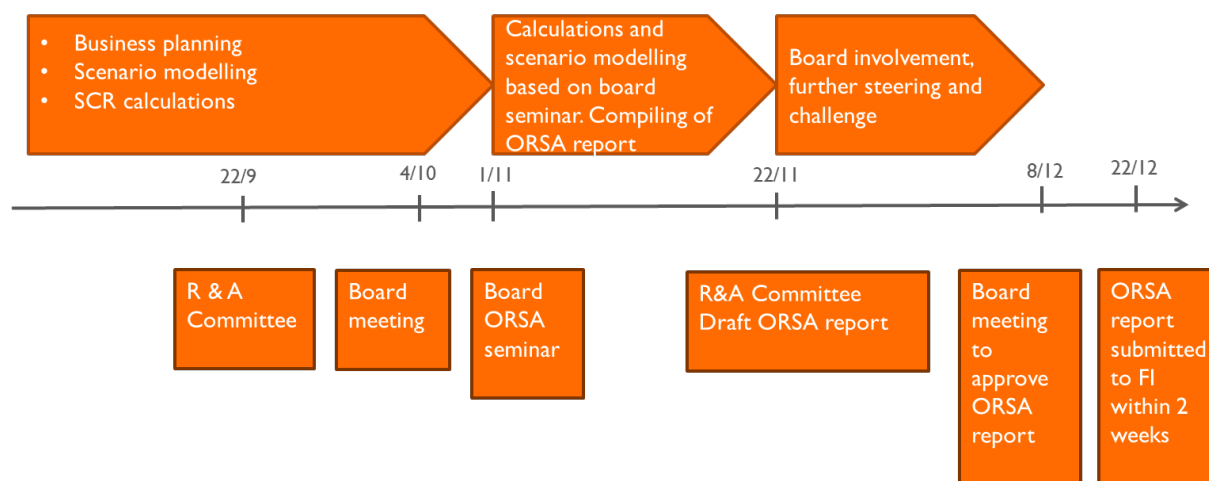 • Business planning
• Scenario modelling
• SCR calculations
Calculations and
scenario modelling
based on board
seminar. Compiling of
ORSA report
Board involvement,
further steering and
challenge
22/9
4/10
1/11
22/11
8/12
22/12
R & A
Committee
Board
meeting
Board
ORSA
seminar
R&A Committee
Draft ORSA report
Board
meeting
to
approve
ORSA
report
ORSA
report
submitted
to FI
within 2
weeks